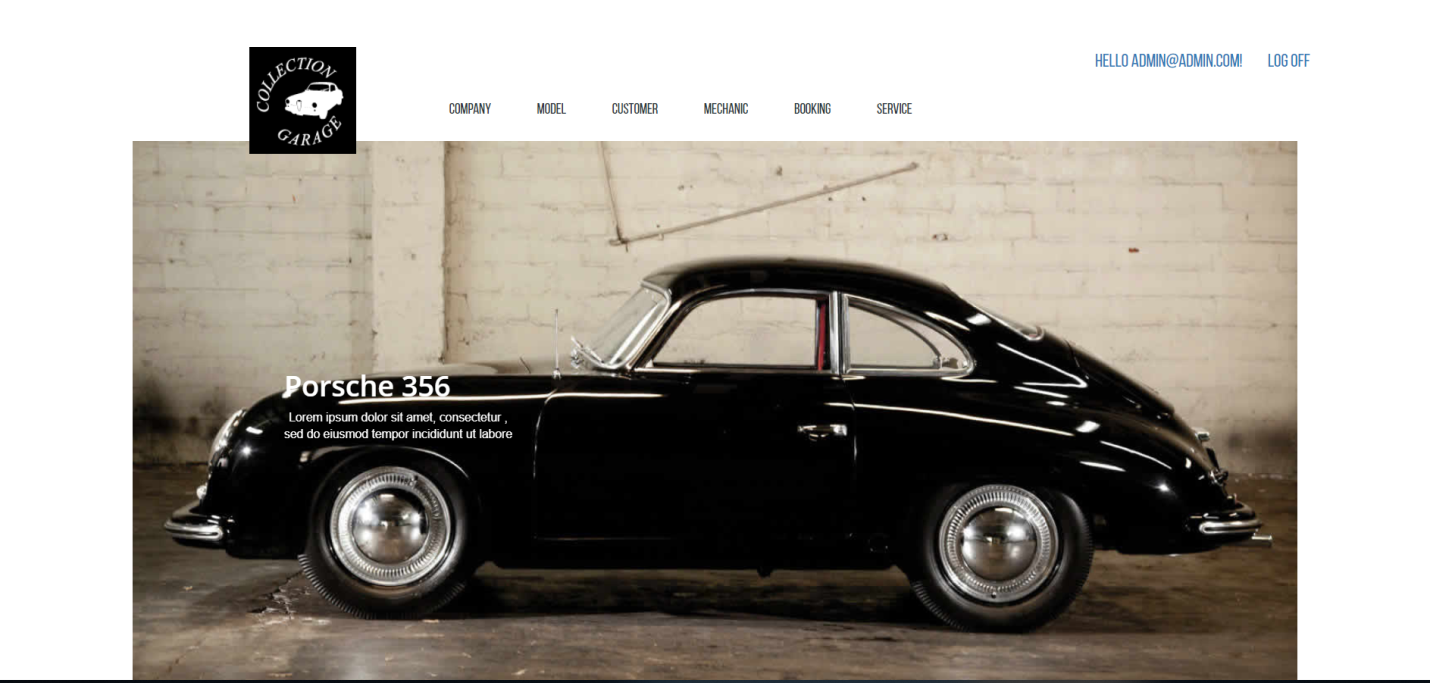 COLLECTION
GARAGE
HELLO ADMIN@ADMIN.COM! LOG OFF
COMPANY MODEL CUSTOMER MECHANIC BOOKING SERVICE
Porsche 356
Lorem ipsum dolor sit amet, consectetur ,
sed do eiusmod tempor incididunt ut labore